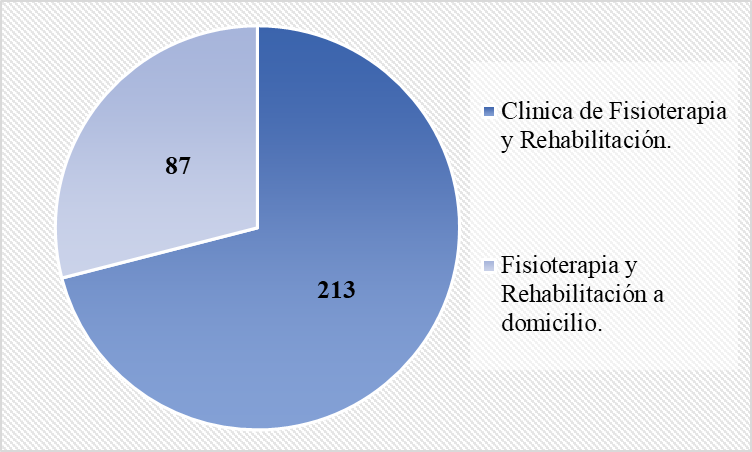 87
213
Clinica de Fisioterapia
y Rehabilitación.
Fisioterapia y
Rehabilitación a
domicilio.